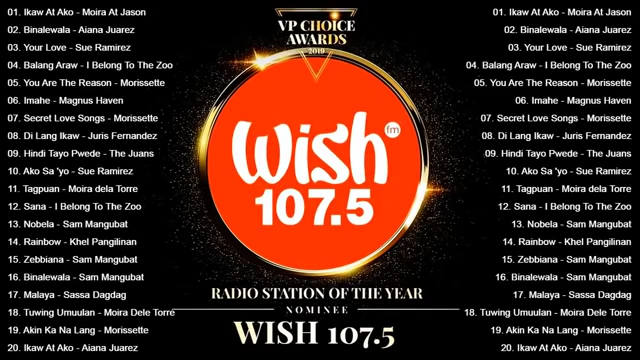 01. Ikaw At Ako - Moira At Jason
02. Binalewala - Aiana Juarez
03. Your Love - Sue Ramirez
04. Balang Araw - I Belong To The Zoo
05. You Are The Reason - Morissette
06. Imahe - Magnus Haven
07. Secret Love Songs - Morissette
08. Di Lang Ikaw - Juris Fernandez
09. Hindi Tayo Pwede - The Juans
10. Ako Sa 'yo - Sue Ramirez
11. Tagpuan - Moira dela Torre
12. Sana - I Belong To The Zoo
13. Nobela - Sam Mangubat
14. Rainbow - Khel Pangilinan
15. Zebbiana - Sam Mangubat
16. Binalewala - Sam Mangubat
17. Malaya - Sassa Dagdag
18. Tuwing Umuulan - Moira Dele Torre
19. Akin Ka Na Lang - Morissette
20. Ikaw At Ako - Aiana Juarez
VP CHOICE
AWARDS
2019
wish fm
107.5
RADIO STATION OF THE YEAR
NOMINEE
WISH 107.5
01. Ikaw At Ako - Moira At Jason
02. Binalewala - Aiana Juarez
03. Your Love - Sue Ramirez
04. Balang Araw - I Belong To The Zoo
05. You Are The Reason - Morissette
06. Imahe - Magnus Haven
07. Secret Love Songs - Morissette
08. Di Lang Ikaw - Juris Fernandez
09. Hindi Tayo Pwede - The Juans
10. Ako Sa 'yo - Sue Ramirez
11. Tagpuan - Moira dela Torre
12. Sana - I Belong To The Zoo
13. Nobela - Sam Mangubat
14. Rainbow - Khel Pangilinan
15. Zebbiana - Sam Mangubat
16. Binalewala - Sam Mangubat
17. Malaya - Sassa Dagdag
18. Tuwing Umuulan - Moira Dele Torre
19. Akin Ka Na Lang - Morissette
20. Ikaw At Ako - Aiana Juarez